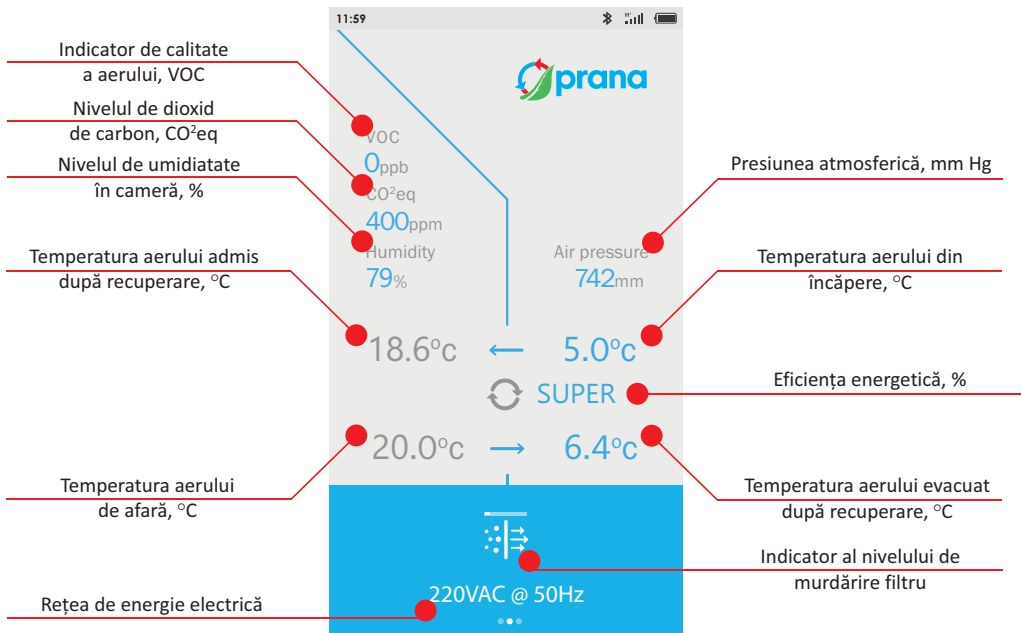 11:59
prana
Indicator de calitate
a aerului, VOC
Nivelul de dioxid
de carbon, CO²eq
Nivelul de umidiatate
în cameră, %
Temperatura aerului admis
după recuperare, °C
Temperatura aerului
de afară, °C
Rețea de energie electrică
VOC
0ppb
CO²eq
400ppm
Humidity
79%
Air pressure
742mm
18.6°c ← 5.0°c
SUPER
20.0°c → 6.4°c
220VAC @ 50Hz
Presiunea atmosferică, mm Hg
Temperatura aerului din
încăpere, °C
Eficiența energetică, %
Temperatura aerului evacuat
după recuperare, °C
Indicator al nivelului de
murdărire filtru